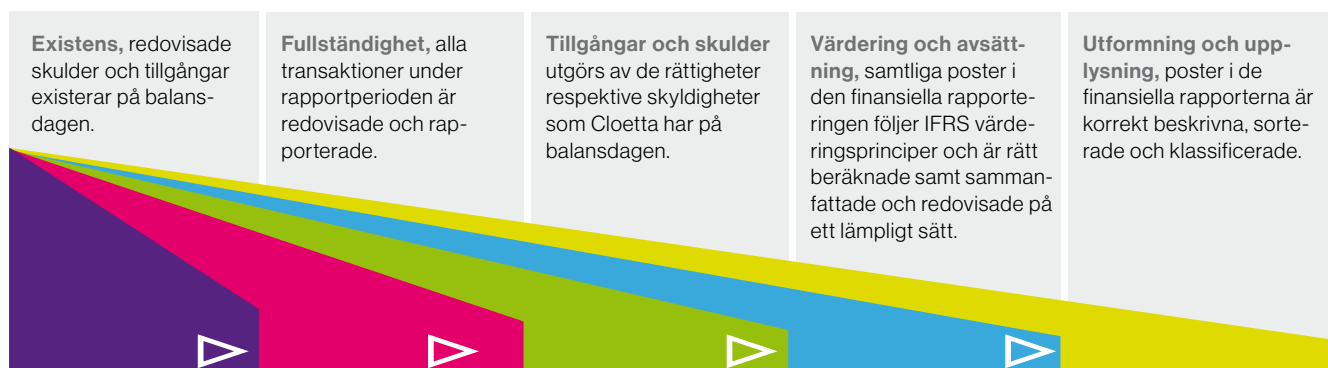 Existens, redovisade
skulder och tillgångar
existerar på balans-
dagen.
Fullständighet, alla
transaktioner under
rapportperioden är
redovisade och rap-
porterade.
Tillgångar och skulder
utgörs av de rättigheter
respektive skyldigheter
som Cloetta har på
balansdagen.
Värdering och avsätt-
ning, samtliga poster i
den finansiella rapporte-
ringen följer IFRS värde-
ringsprinciper och är rätt
beräknade samt samman-
fattade och redovisade på
ett lämpligt sätt.
Utformning och upp-
lysning, poster i de
finansiella rapporterna är
korrekt beskrivna, sorte-
rade och klassificerade.